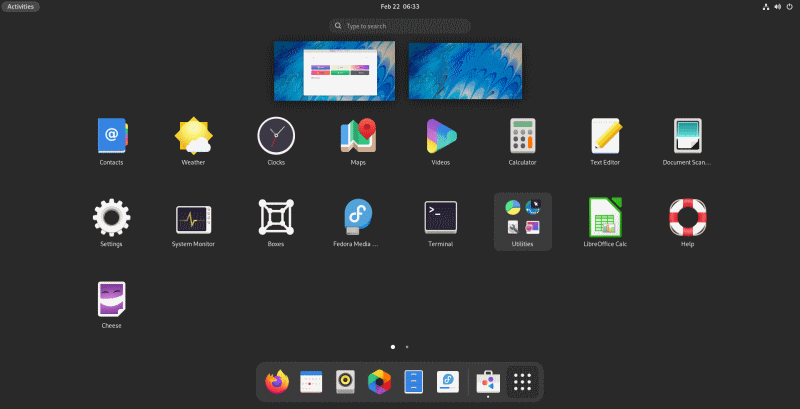 Activities
Feb 22 06:33
Type to search
Contacts
Weather
Clocks
Maps
Videos
Calculator
Text Editor
Document Scan...
Settings
System Monitor
Boxes
Fedora Media ...
Terminal
Utilities
LibreOffice Calc
Help
Cheese